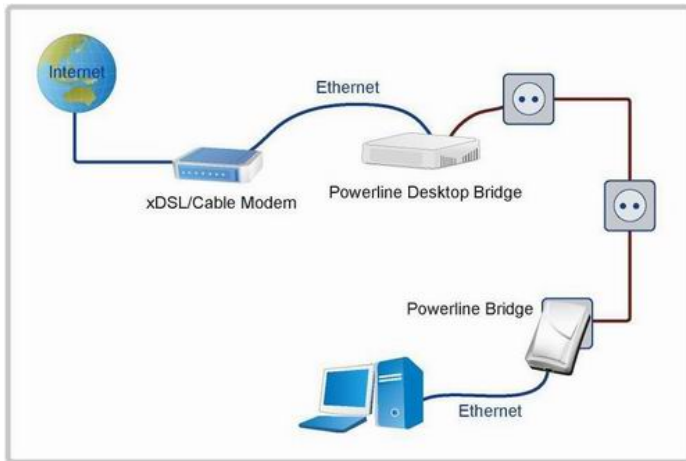 Internet
Ethernet
xDSL/Cable Modem
Powerline Desktop Bridge
Powerline Bridge
Ethernet